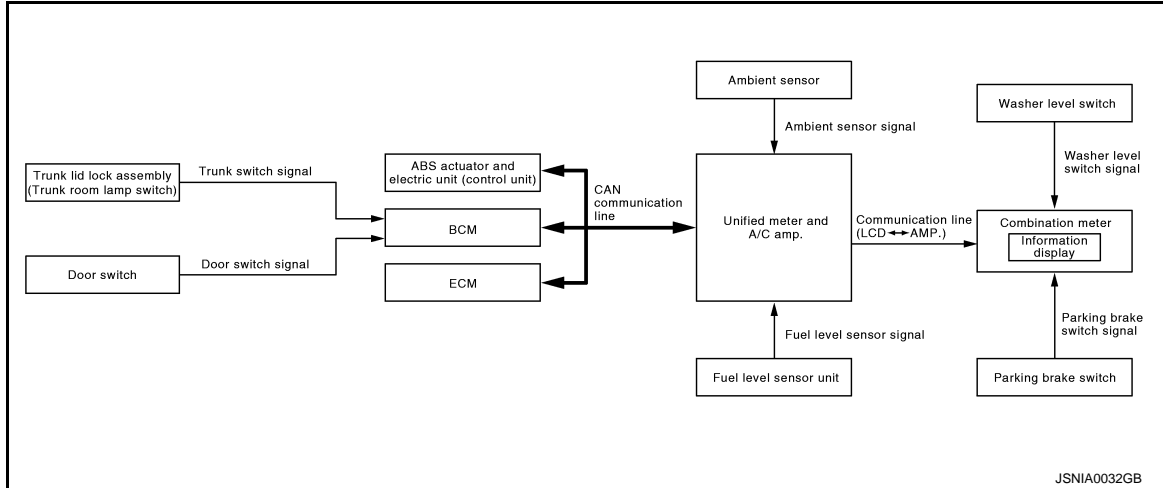 Ambient sensor
Washer level switch
Ambient sensor signal
Trunk lid lock assembly
(Trunk room lamp switch)
Trunk switch signal
ABS actuator and
electric unit (control unit)
CAN
communication
line
Washer level
switch signal
BCM
Unified meter and
A/C amp.
Communication line
(LCD ↔ AMP.)
Combination meter
Information
display
Door switch
Door switch signal
ECM
Fuel level sensor signal
Parking brake
switch signal
Fuel level sensor unit
Parking brake switch
JSNIA0032GB